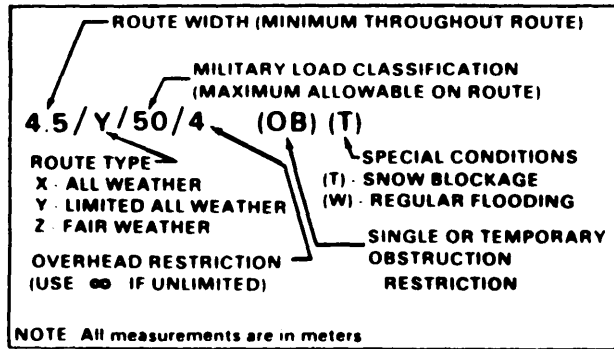 ROUTE WIDTH (MINIMUM THROUGHOUT ROUTE)
MILITARY LOAD CLASSIFICATION
(MAXIMUM ALLOWABLE ON ROUTE)
4.5/Y/50/4 (OB) (T)
ROUTE TYPE
X - ALL WEATHER
Y - LIMITED ALL WEATHER
Z - FAIR WEATHER
SPECIAL CONDITIONS
(T) - SNOW BLOCKAGE
(W) - REGULAR FLOODING
OVERHEAD RESTRICTION
(USE ∞ IF UNLIMITED)
SINGLE OR TEMPORARY
OBSTRUCTION
RESTRICTION
NOTE All measurements are in meters